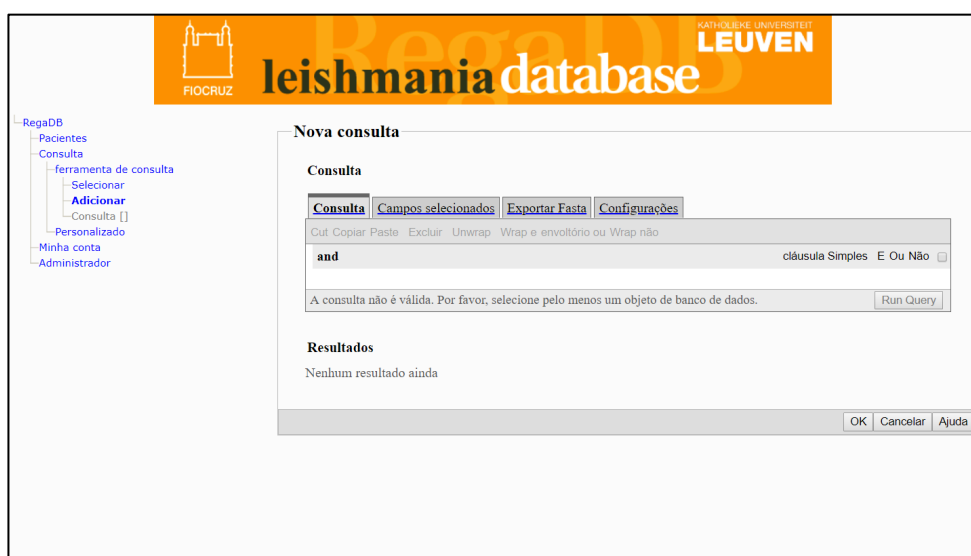 KATHOLIEKE UNIVERSITEIT
LEUVEN
RegaDB
FIOCRUZ
leishmania database
RegaDB
Pacientes
Consulta
ferramenta de consulta
Selecionar
Adicionar
Consulta []
Personalizado
Minha conta
Administrador
Nova consulta
Consulta
Consulta Campos selecionados Exportar Fasta Configurações
Cut Copiar Paste Excluir Unwrap Wrap e envoltório ou Wrap não
and cláusula Simples E Ou Não
A consulta não é válida. Por favor, selecione pelo menos um objeto de banco de dados. Run Query
Resultados
Nenhum resultado ainda
OK Cancelar Ajuda